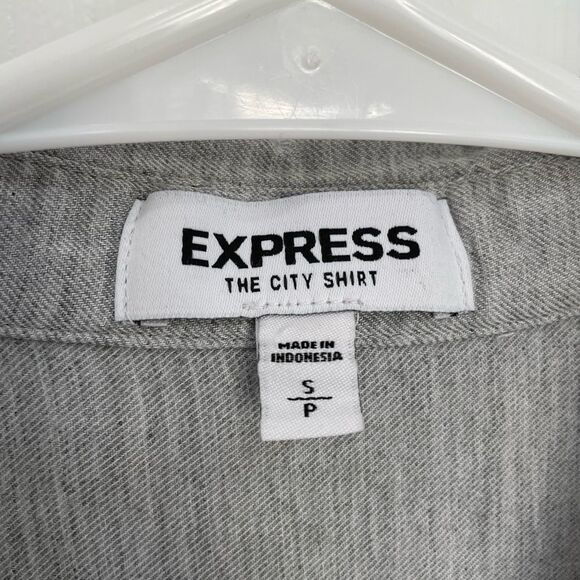 EXPRESS
THE CITY SHIRT
MADE IN
INDONESIA
S
P